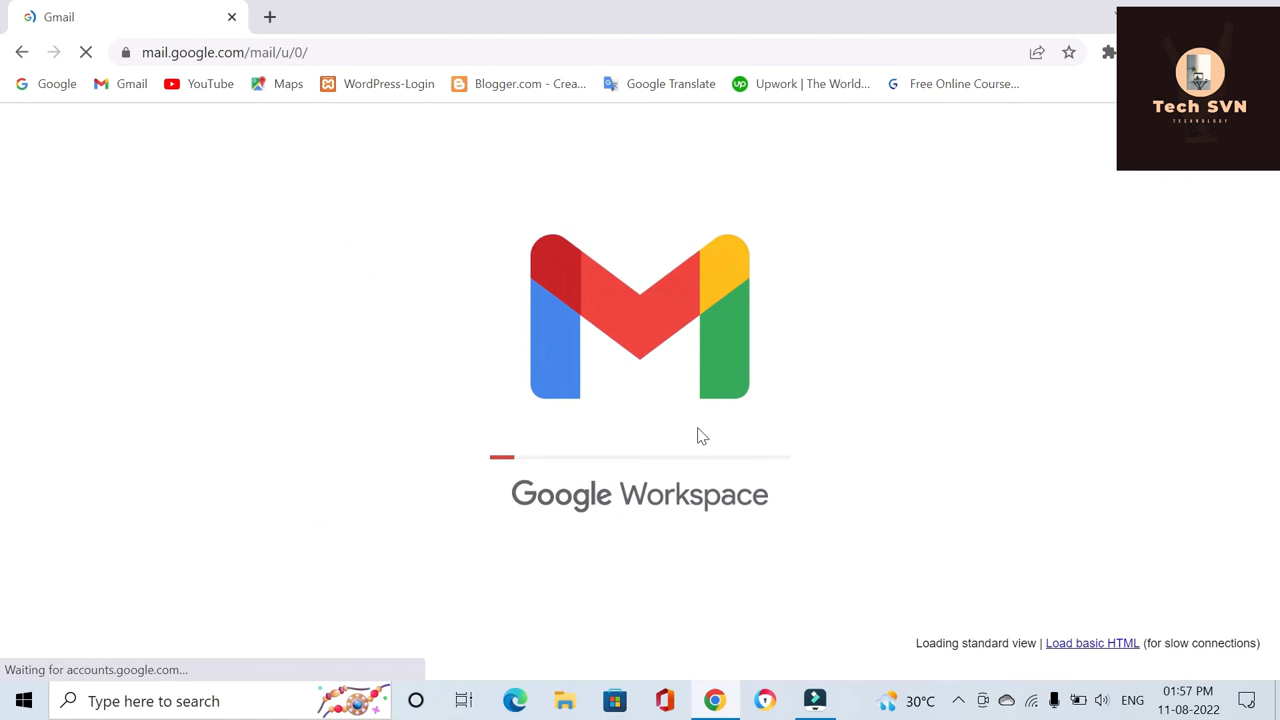 Gmail
mail.google.com/mail/u/0/
Google Gmail YouTube Maps WordPress-Login Blogger.com - Crea... Google Translate Upwork | The World... Free Online Course...
Tech SVN
TECHNOLOGY
Google Workspace
Loading standard view | Load basic HTML (for slow connections)
Waiting for accounts.google.com...
Type here to search
30°C
ENG
01:57 PM
11-08-2022